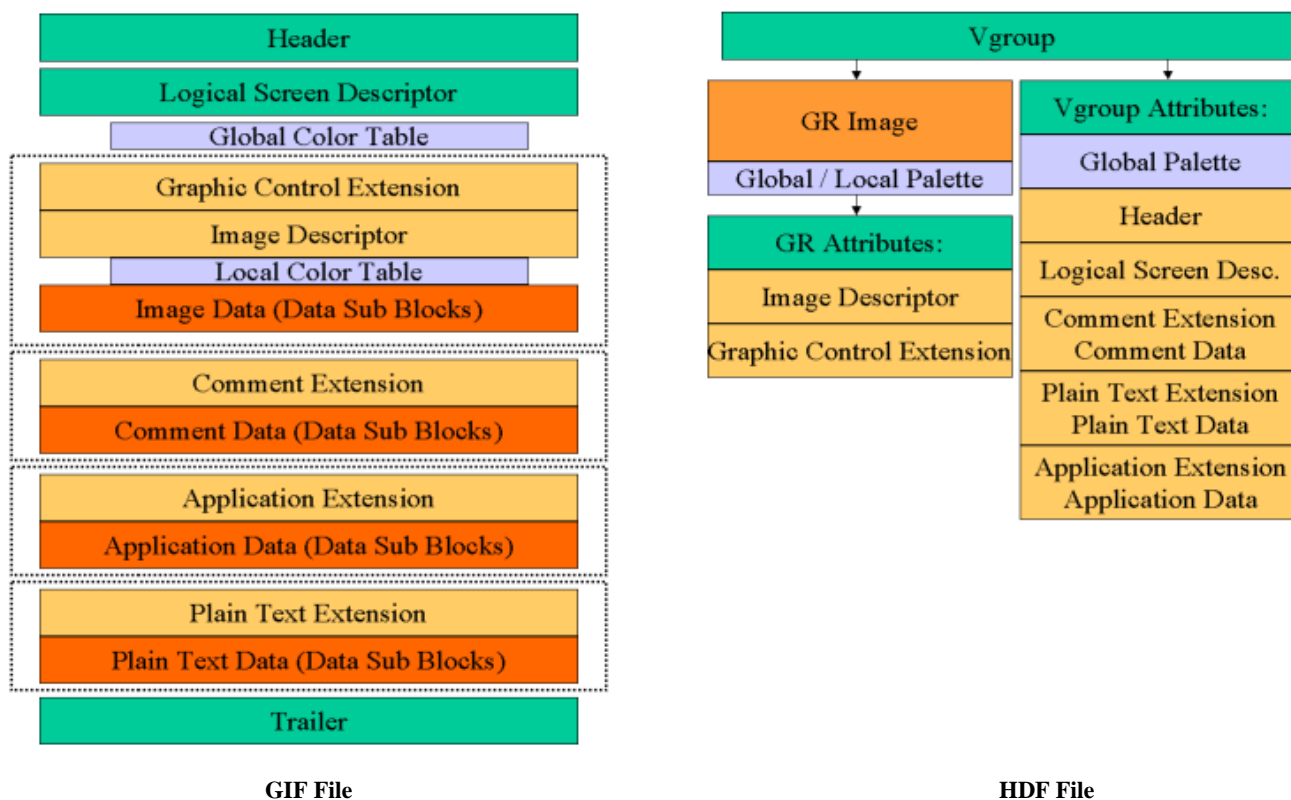 Header
Logical Screen Descriptor
Global Color Table
Graphic Control Extension
Image Descriptor
Local Color Table
Image Data (Data Sub Blocks)
Comment Extension
Comment Data (Data Sub Blocks)
Application Extension
Application Data (Data Sub Blocks)
Plain Text Extension
Plain Text Data (Data Sub Blocks)
Trailer
GIF File
Vgroup
GR Image
Global / Local Palette
GR Attributes:
Image Descriptor
Graphic Control Extension
Vgroup Attributes:
Global Palette
Header
Logical Screen Desc.
Comment Extension
Comment Data
Plain Text Extension
Plain Text Data
Application Extension
Application Data
HDF File